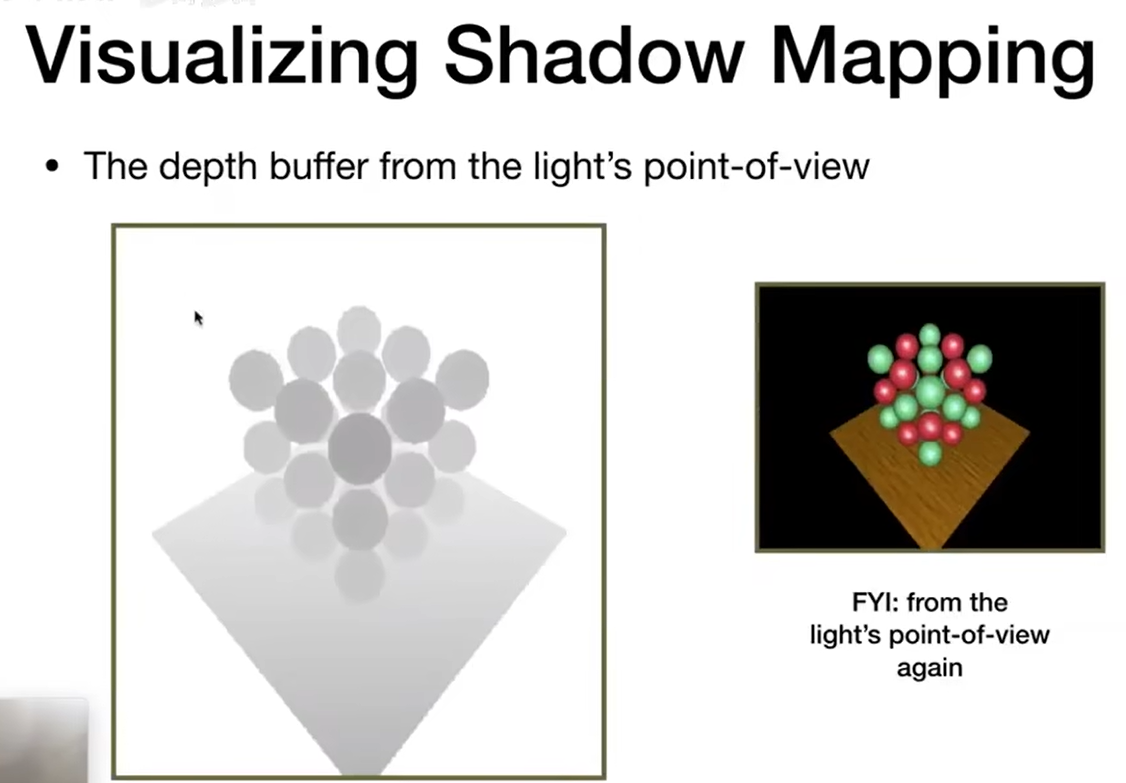 Visualizing Shadow Mapping
• The depth buffer from the light’s point-of-view
FYI: from the
light’s point-of-view
again